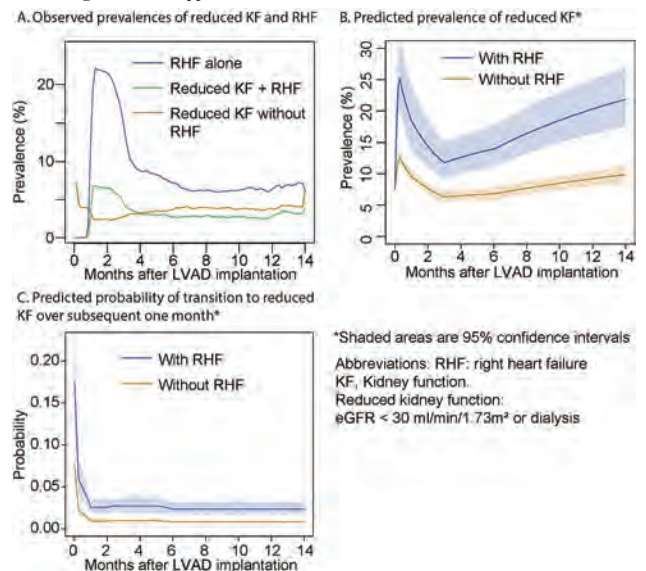 A. Observed prevalences of reduced KF and RHF
Prevalence (%)
20
10
0
RHF alone
Reduced KF + RHF
Reduced KF without
RHF
0 2 4 6 8 10 12 14
Months after LVAD implantation
B. Predicted prevalence of reduced KF*
Prevalence (%)
30
25
20
15
10
5
0
With RHF
Without RHF
0 2 4 6 8 10 12 14
Months after LVAD implantation
C. Predicted probability of transition to reduced
KF over subsequent one month*
Probability
0.20
0.15
0.10
0.05
0.00
With RHF
Without RHF
0 2 4 6 8 10 12 14
Months after LVAD implantation
*Shaded areas are 95% confidence intervals
Abbreviations: RHF: right heart failure
KF, Kidney function.
Reduced kidney function:
eGFR < 30 ml/min/1.73m² or dialysis